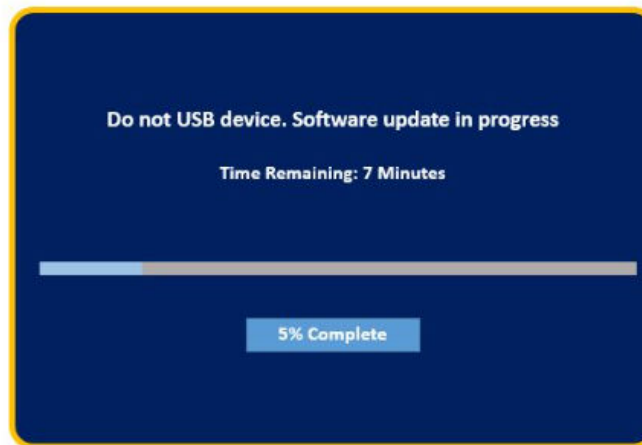 Do not USB device. Software update in progress
Time Remaining: 7 Minutes
5% Complete